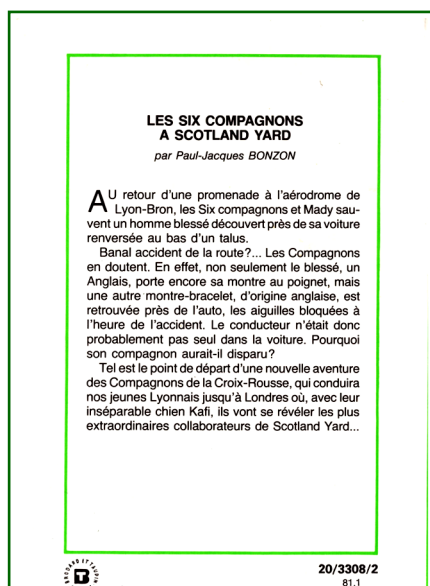 LES SIX COMPAGNONS
A SCOTLAND YARD
par Paul-Jacques BONZON
AU retour d'une promenade à l'aérodrome de
Lyon-Bron, les Six compagnons et Mady sau-
vent un homme blessé découvert près de sa voiture
renversée au bas d'un talus.
Banal accident de la route?... Les Compagnons
en doutent. En effet, non seulement le blessé, un
Anglais, porte encore sa montre au poignet, mais
une autre montre-bracelet, d'origine anglaise, est
retrouvée près de l'auto, les aiguilles bloquées à
l'heure de l'accident. Le conducteur n'était donc
probablement pas seul dans la voiture. Pourquoi
son compagnon aurait-il disparu?
Tel est le point de départ d'une nouvelle aventure
des Compagnons de la Croix-Rousse, qui conduira
nos jeunes Lyonnais jusqu'à Londres où, avec leur
inséparable chien Kafi, ils vont se révéler les plus
extraordinaires collaborateurs de Scotland Yard...
BRODARD ET TAUPIN
20/3308/2
81.1